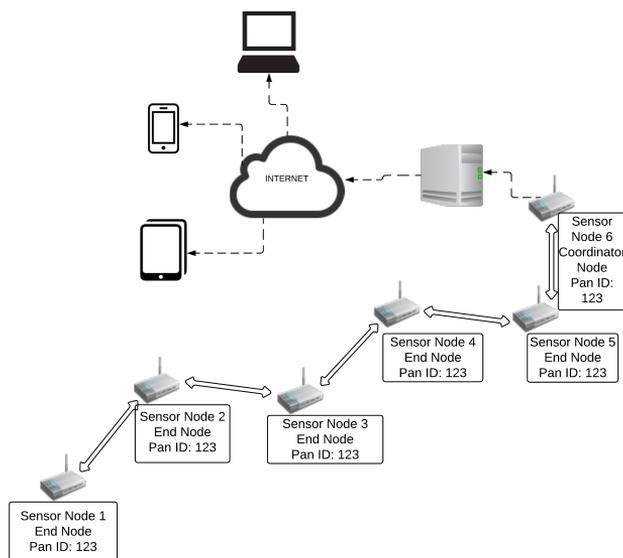 INTERNET
Sensor
Node 6
Coordinator
Node
Pan ID:
123
Sensor Node 4
End Node
Pan ID: 123
Sensor Node 5
End Node
Pan ID: 123
Sensor Node 2
End Node
Pan ID: 123
Sensor Node 3
End Node
Pan ID: 123
Sensor Node 1
End Node
Pan ID: 123